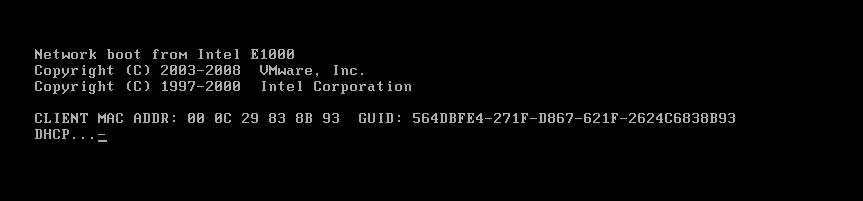 Network boot from Intel E1000
Copyright (C) 2003-2008  VMware, Inc.
Copyright (C) 1997-2000  Intel Corporation
CLIENT MAC ADDR: 00 0C 29 83 8B 93  GUID: 564DBFE4-271F-D867-621F-2624C6838B93
DHCP...-